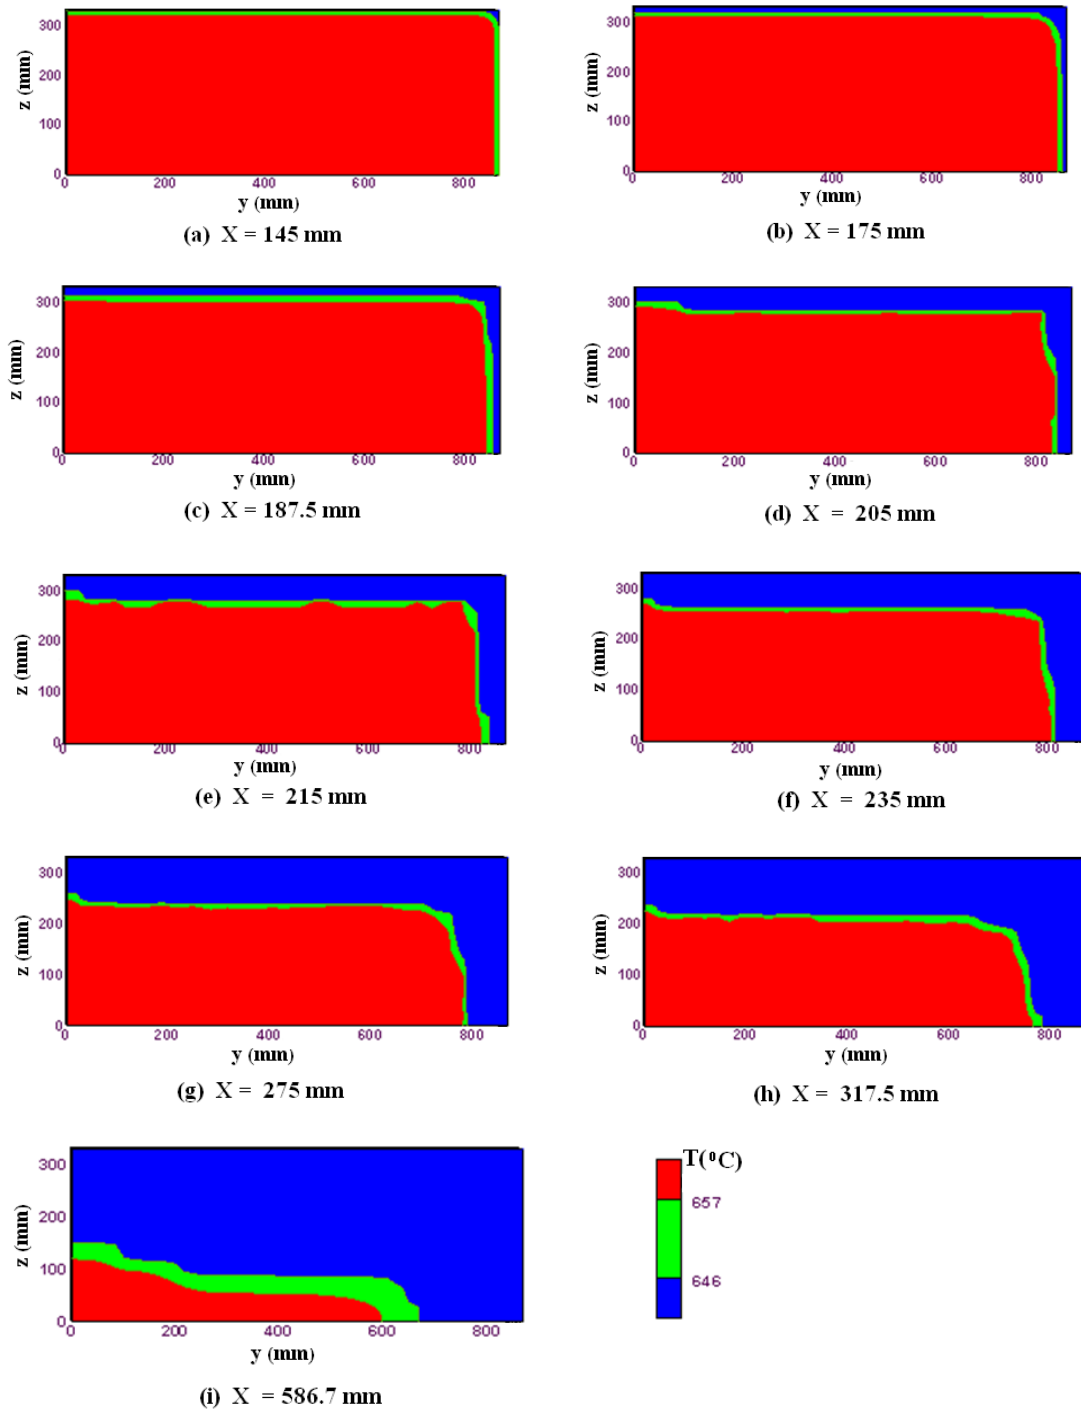 300
200
100
0
z (mm)
0 200 400 600 800
y (mm)
(a) X = 145 mm
300
200
100
0
z (mm)
0 200 400 600 800
y (mm)
(b) X = 175 mm
300
200
100
0
z (mm)
0 200 400 600 800
y (mm)
(c) X = 187.5 mm
300
200
100
0
z (mm)
0 200 400 600 800
y (mm)
(d) X = 205 mm
300
200
100
0
z (mm)
0 200 400 600 800
y (mm)
(e) X = 215 mm
300
200
100
0
z (mm)
0 200 400 600 800
y (mm)
(f) X = 235 mm
300
200
100
0
z (mm)
0 200 400 600 800
y (mm)
(g) X = 275 mm
300
200
100
0
z (mm)
0 200 400 600 800
y (mm)
(h) X = 317.5 mm
300
200
100
0
z (mm)
0 200 400 600 800
y (mm)
(i) X = 586.7 mm
T(⁰C)
657
646